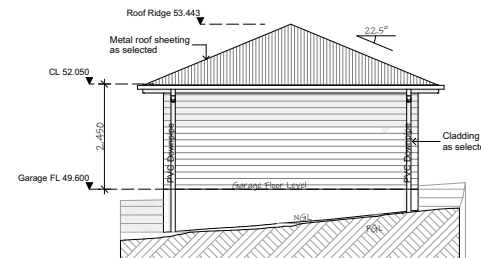 Roof Ridge 53.443
22.5°
Metal roof sheeting
as selected
CL 52.050
2,450
PVC Downpipe
PVC Downpipe
Cladding
as selecte
Garage FL 49.600
Garage Floor Level
NGL
FGL